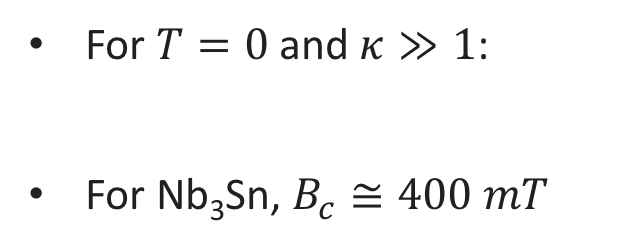 • For T = 0 and κ ≫ 1:
• For Nb₃Sn, B_c ≅ 400 mT